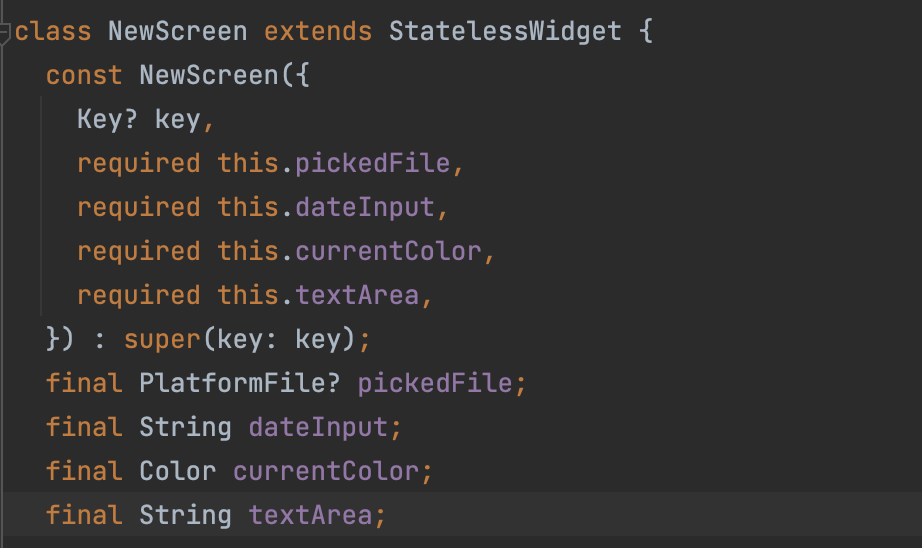 class NewScreen extends StatelessWidget {
  const NewScreen({
    Key? key,
    required this.pickedFile,
    required this.dateInput,
    required this.currentColor,
    required this.textArea,
  }) : super(key: key);
  final PlatformFile? pickedFile;
  final String dateInput;
  final Color currentColor;
  final String textArea;